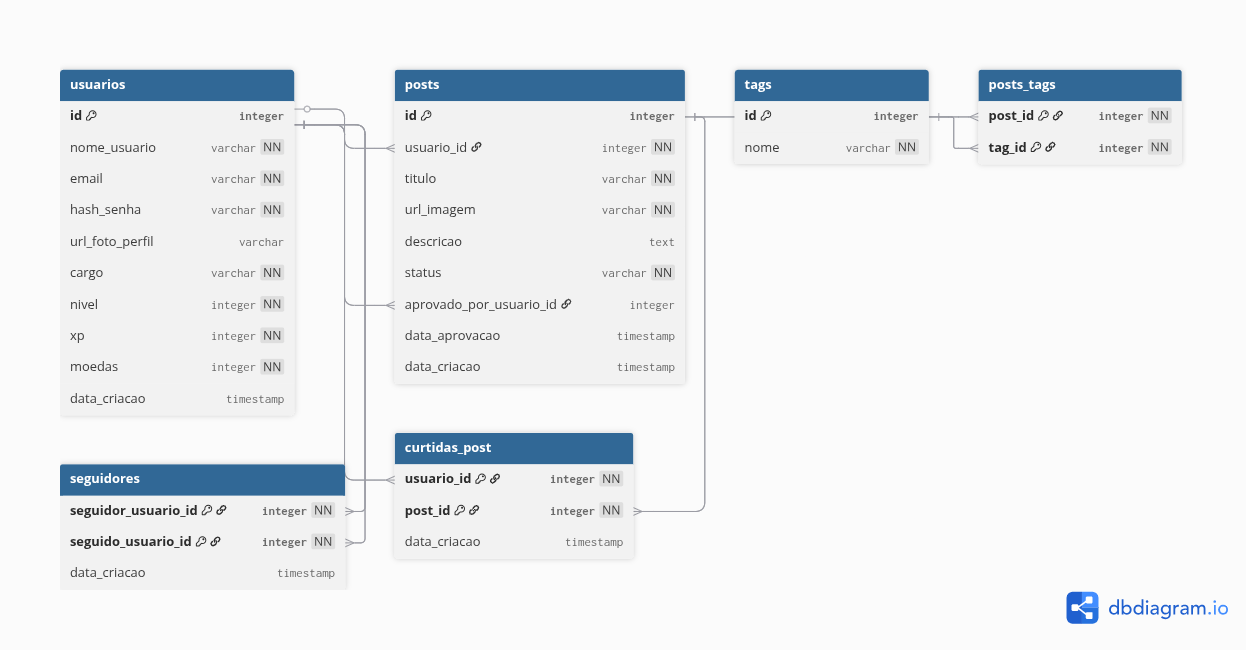 usuarios
id integer
nome_usuario varchar NN
email varchar NN
hash_senha varchar NN
url_foto_perfil varchar
cargo varchar NN
nivel integer NN
xp integer NN
moedas integer NN
data_criacao timestamp
posts
id integer
usuario_id integer NN
titulo varchar NN
url_imagem varchar NN
descricao text
status varchar NN
aprovado_por_usuario_id integer
data_aprovacao timestamp
data_criacao timestamp
tags
id integer
nome varchar NN
posts_tags
post_id integer NN
tag_id integer NN
seguidores
seguidor_usuario_id integer NN
seguido_usuario_id integer NN
data_criacao timestamp
curtidas_post
usuario_id integer NN
post_id integer NN
data_criacao timestamp
dbdiagram.io